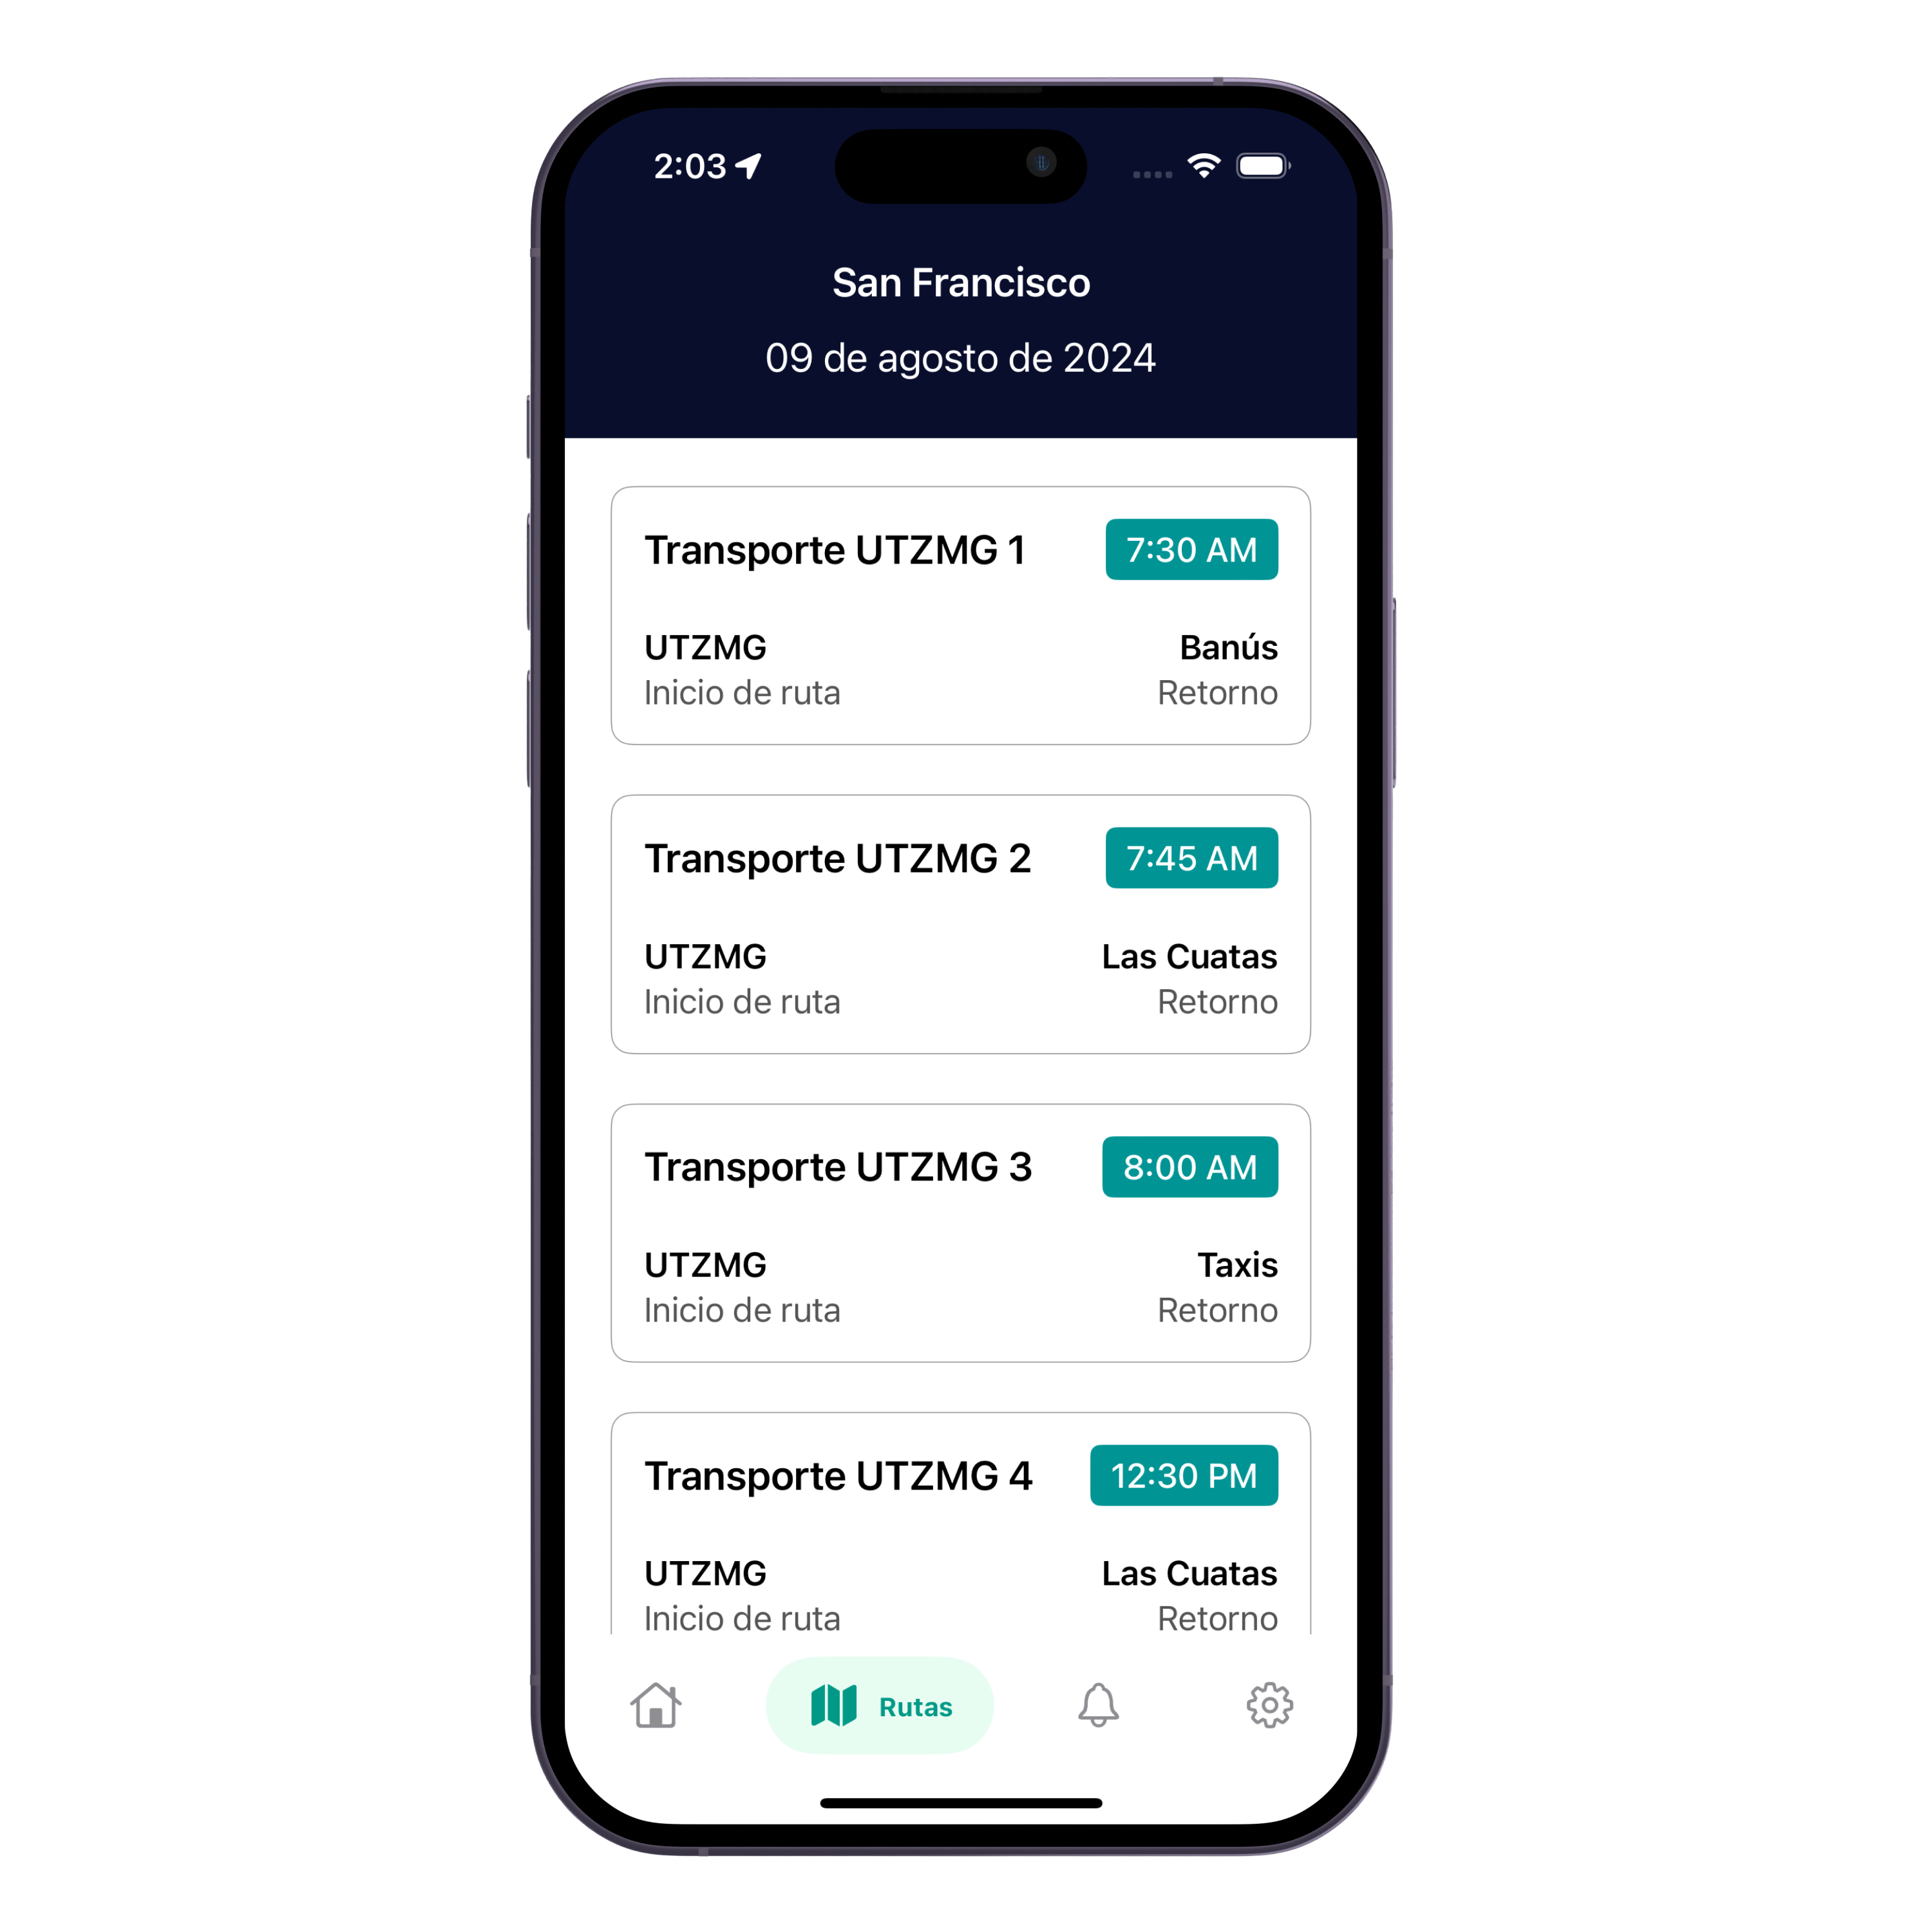 2:03
San Francisco
09 de agosto de 2024
Transporte UTZMG 1 7:30 AM
UTZMG Banús
Inicio de ruta Retorno
Transporte UTZMG 2 7:45 AM
UTZMG Las Cuatas
Inicio de ruta Retorno
Transporte UTZMG 3 8:00 AM
UTZMG Taxis
Inicio de ruta Retorno
Transporte UTZMG 4 12:30 PM
UTZMG Las Cuatas
Inicio de ruta Retorno
Rutas